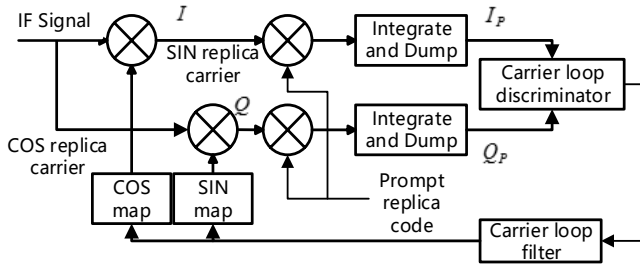 IF Signal
I
SIN replica
carrier
Integrate
and Dump
I_P
Carrier loop
discriminator
COS replica
carrier
Q
Integrate
and Dump
Q_P
COS
map
SIN
map
Prompt
replica
code
Carrier loop
filter